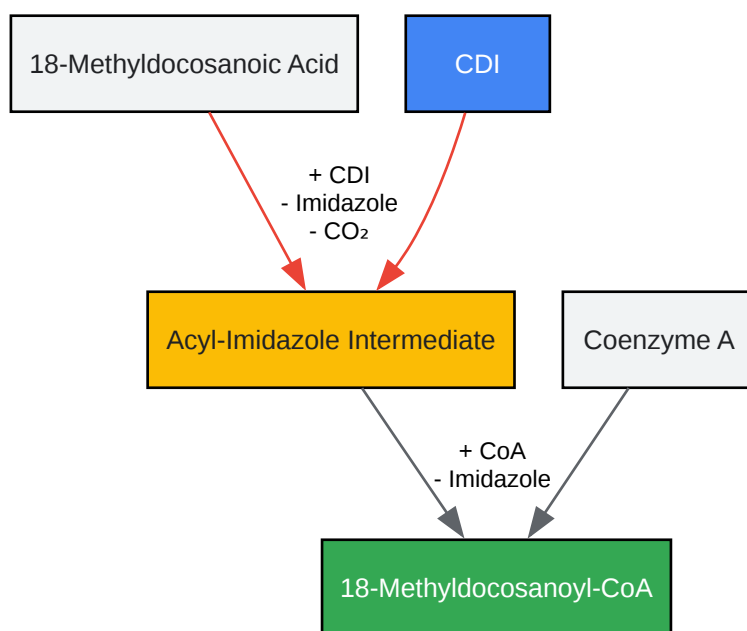 18-Methyldocosanoic Acid
CDI
+ CDI
- Imidazole
- CO₂
Acyl-Imidazole Intermediate
Coenzyme A
+ CoA
- Imidazole
18-Methyldocosanoyl-CoA